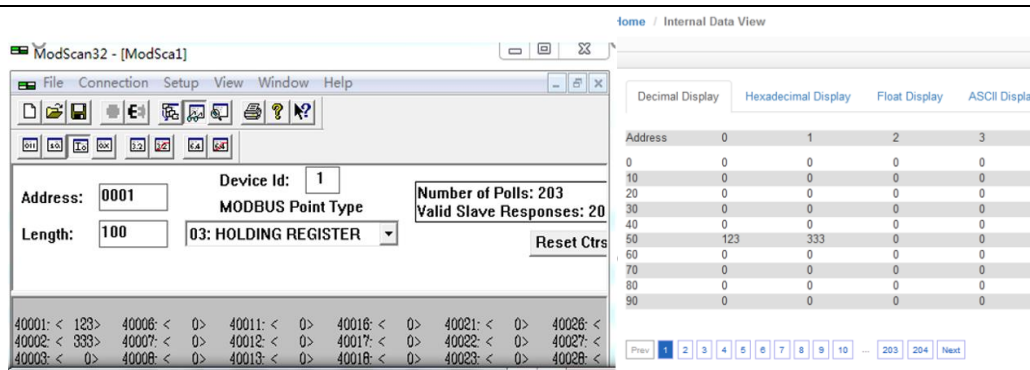 Home / Internal Data View
ModScan32 - [ModSca1]
File Connection Setup View Window Help
Address: 0001
Device Id: 1
MODBUS Point Type
Length: 100
03: HOLDING REGISTER
Number of Polls: 203
Valid Slave Responses: 20
Reset Ctrs
40001: < 123> 40006: < 0> 40011: < 0> 40016: < 0> 40021: < 0> 40026: <
40002: < 333> 40007: < 0> 40012: < 0> 40017: < 0> 40022: < 0> 40027: <
40003: < 0> 40008: < 0> 40013: < 0> 40018: < 0> 40023: < 0> 40028: <
Decimal Display Hexadecimal Display Float Display ASCII Displa
Address 0 1 2 3
0 0 0 0 0
10 0 0 0 0
20 0 0 0 0
30 0 0 0 0
40 0 0 0 0
50 123 333 0 0
60 0 0 0 0
70 0 0 0 0
80 0 0 0 0
90 0 0 0 0
Prev 1 2 3 4 5 6 7 8 9 10 ... 203 204 Next